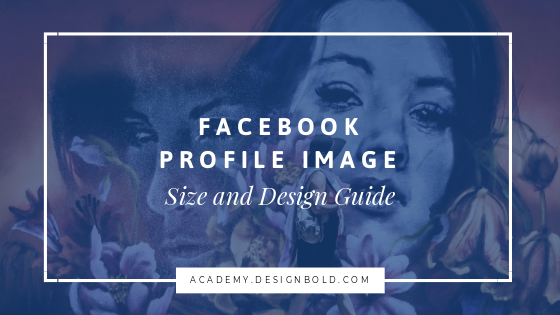 FACEBOOK
PROFILE IMAGE
Size and Design Guide
ACADEMY.DESIGNBOLD.COM